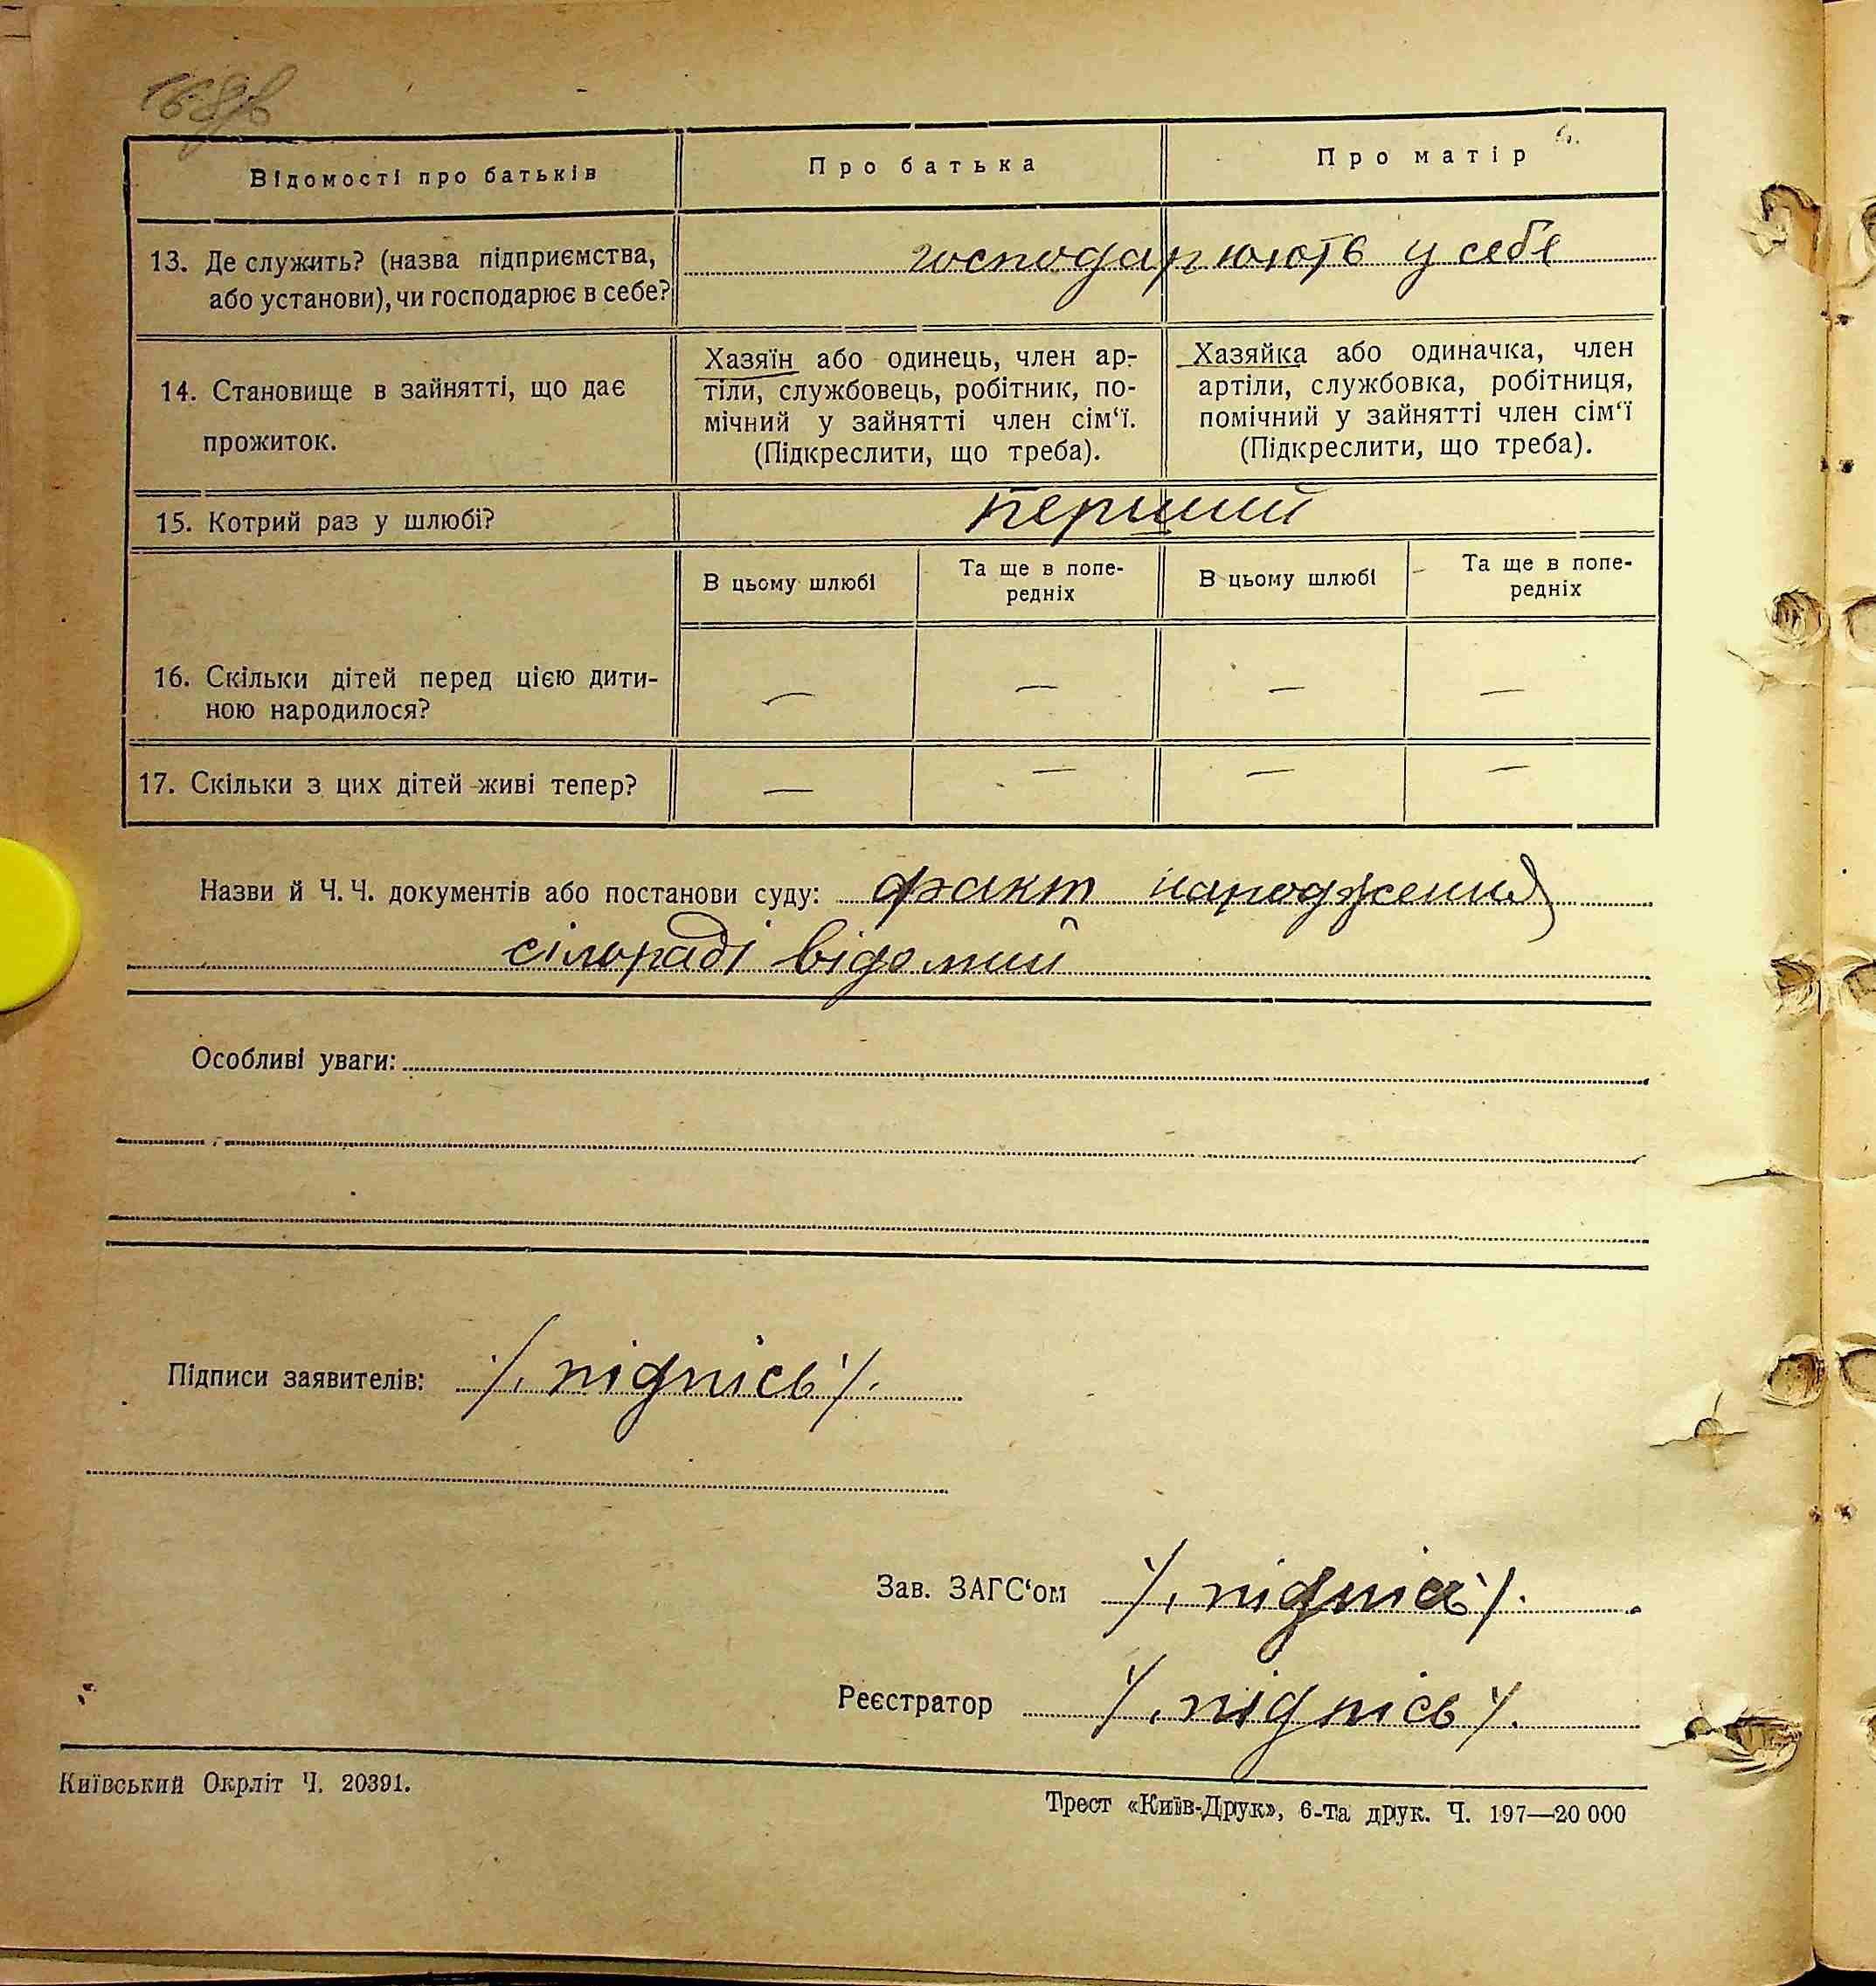 168зв
Відомості про батьків
Про батька
Про матір
13. Де служить? (назва підприємства,
або установи), чи господарює в себе?
господарюють у себе
14. Становище в зайнятті, що дає
прожиток.
Хазяїн або одинець, член ар-
тіли, службовець, робітник, по-
мічний у зайнятті член сім‘ї.
(Підкреслити, що треба).
Хазяйка або одиначка, член
артіли, службовка, робітниця,
помічний у зайнятті член сім‘ї
(Підкреслити, що треба).
15. Котрий раз у шлюбі?
перший
В цьому шлюбі
Та ще в попе-
редніх
В цьому шлюбі
Та ще в попе-
редніх
16. Скільки дітей перед цією дити-
ною народилося?
— — — —
17. Скільки з цих дітей живі тепер?
— — — —
Назви й Ч. Ч. документів або постанови суду: факт народження
сільраді відомий
Особливі уваги:
Підписи заявителів: /підпісь/.
Зав. ЗАГС‘ом /підпісь/.
Реєстратор /підпісь/.
Київський Окрліт Ч. 20391.
Трест «Київ-Друк», 6-та друк. Ч. 197—20 000